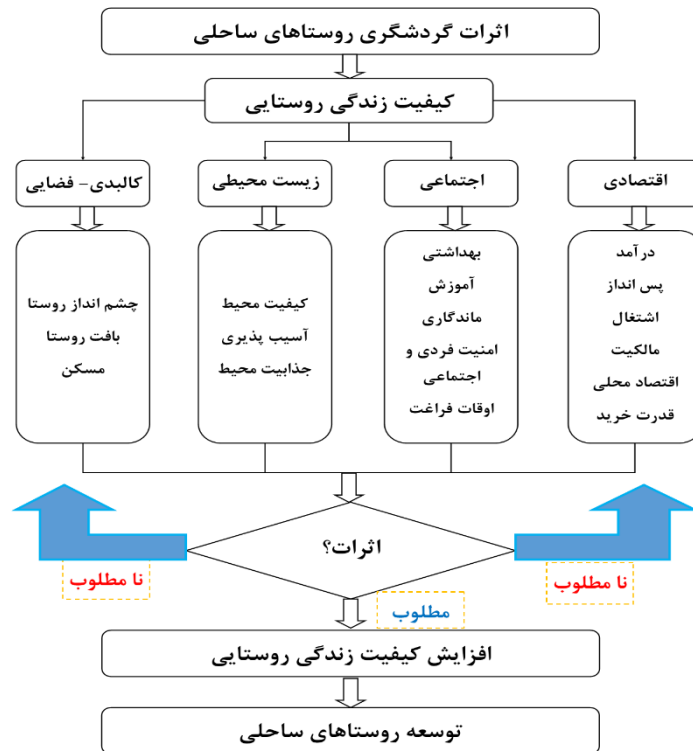 اثرات گردشگری روستاهای ساحلی
کیفیت زندگی روستایی
اقتصادی
اجتماعی
زیست محیطی
کالبدی- فضایی
درآمد
پس انداز
اشتغال
مالکیت
اقتصاد محلی
قدرت خرید
بهداشتی
آموزش
ماندگاری
امنیت فردی و
اجتماعی
اوقات فراغت
کیفیت محیط
آسیب پذیری
جذابیت محیط
چشم انداز روستا
بافت روستا
مسکن
اثرات؟
نا مطلوب
نا مطلوب
مطلوب
افزایش کیفیت زندگی روستایی
توسعه روستاهای ساحلی